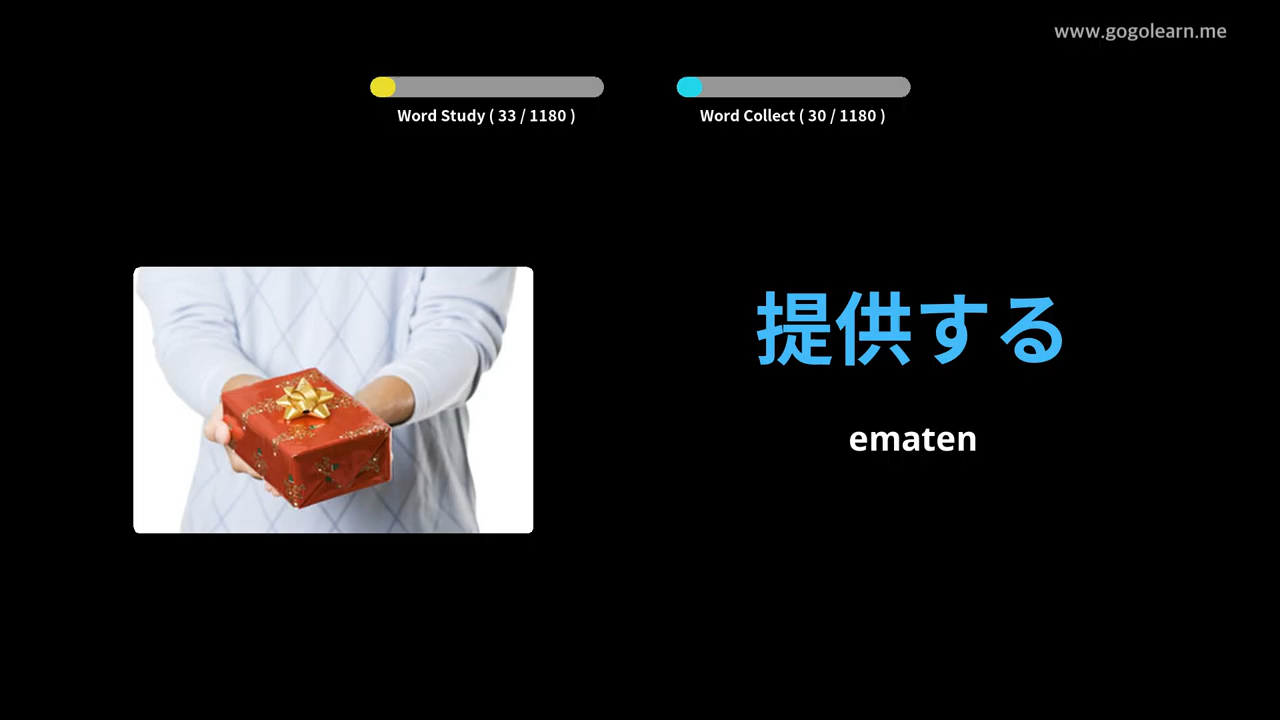 www.gogolearn.me
Word Study ( 33 / 1180 )
Word Collect ( 30 / 1180 )
提供する
ematen